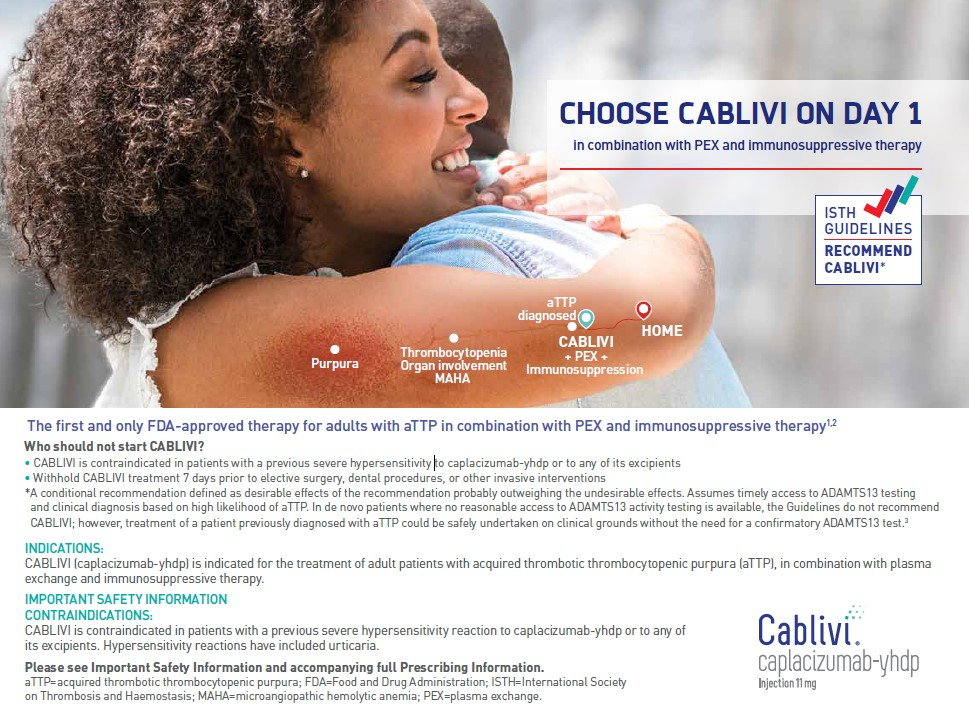 CHOOSE CABLIVI ON DAY 1
in combination with PEX and immunosuppressive therapy
ISTH
GUIDELINES
RECOMMEND
CABLIVI*
aTTP
diagnosed
HOME
CABLIVI
+ PEX +
Immunosuppression
Thrombocytopenia
Organ involvement
MAHA
Purpura
The first and only FDA-approved therapy for adults with aTTP in combination with PEX and immunosuppressive therapy1,2
Who should not start CABLIVI?
• CABLIVI is contraindicated in patients with a previous severe hypersensitivity to caplacizumab-yhdp or to any of its excipients
• Withhold CABLIVI treatment 7 days prior to elective surgery, dental procedures, or other invasive interventions
*A conditional recommendation defined as desirable effects of the recommendation probably outweighing the undesirable effects. Assumes timely access to ADAMTS13 testing
and clinical diagnosis based on high likelihood of aTTP. In de novo patients where no reasonable access to ADAMTS13 activity testing is available, the Guidelines do not recommend
CABLIVI; however, treatment of a patient previously diagnosed with aTTP could be safely undertaken on clinical grounds without the need for a confirmatory ADAMTS13 test.3
INDICATIONS:
CABLIVI (caplacizumab-yhdp) is indicated for the treatment of adult patients with acquired thrombotic thrombocytopenic purpura (aTTP), in combination with plasma
exchange and immunosuppressive therapy.
IMPORTANT SAFETY INFORMATION
CONTRAINDICATIONS:
CABLIVI is contraindicated in patients with a previous severe hypersensitivity reaction to caplacizumab-yhdp or to any of
its excipients. Hypersensitivity reactions have included urticaria.
Please see Important Safety Information and accompanying full Prescribing Information.
aTTP=acquired thrombotic thrombocytopenic purpura; FDA=Food and Drug Administration; ISTH=International Society
on Thrombosis and Haemostasis; MAHA=microangiopathic hemolytic anemia; PEX=plasma exchange.
Cablivi®
caplacizumab-yhdp
Injection 11 mg